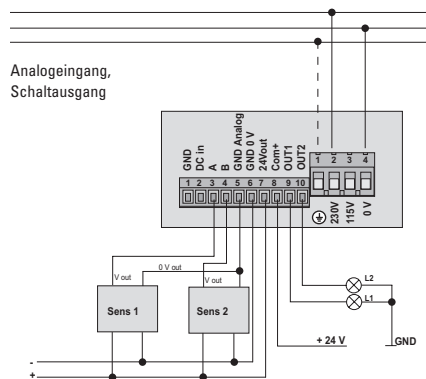 Analogeingang,
Schaltausgang
GND
DC in
A
B
GND Analog
GND 0 V
24Vout
Com+
OUT1
OUT2
1 2 3 4
1 2 3 4 5 6 7 8 9 10
230V
115V
0 V
0 V out
V out
V out
Sens 1
Sens 2
L2
L1
+ 24 V
GND
-
+